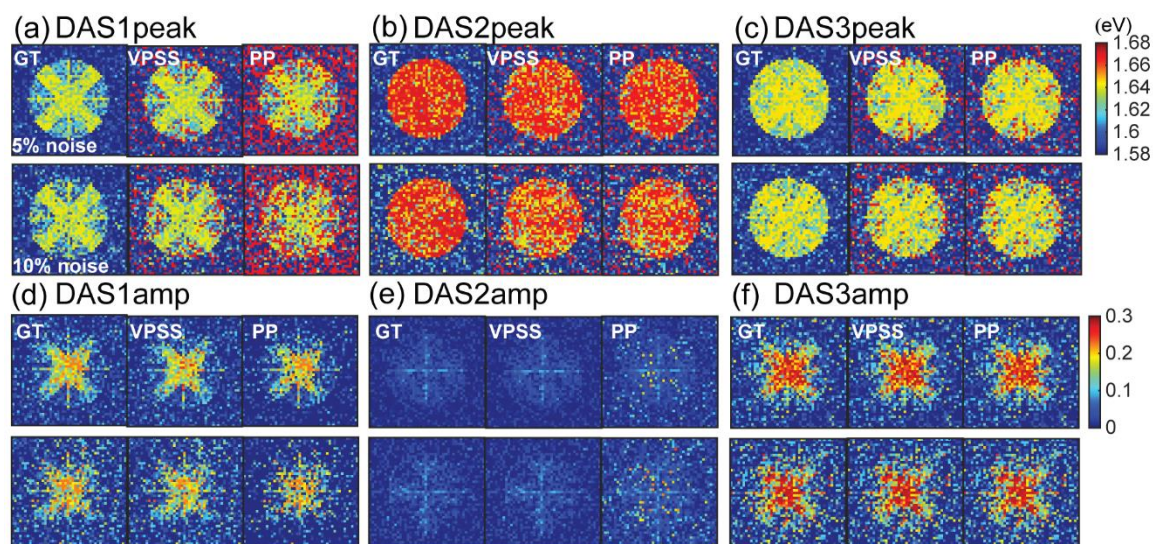 (a) DAS1peak (b) DAS2peak (c) DAS3peak (eV)
GT VPSS PP GT VPSS PP GT VPSS PP 1.68
1.66
1.64
1.62
1.6
5% noise 1.58
10% noise
(d) DAS1amp (e) DAS2amp (f) DAS3amp
GT VPSS PP GT VPSS PP GT VPSS PP 0.3
0.2
0.1
0